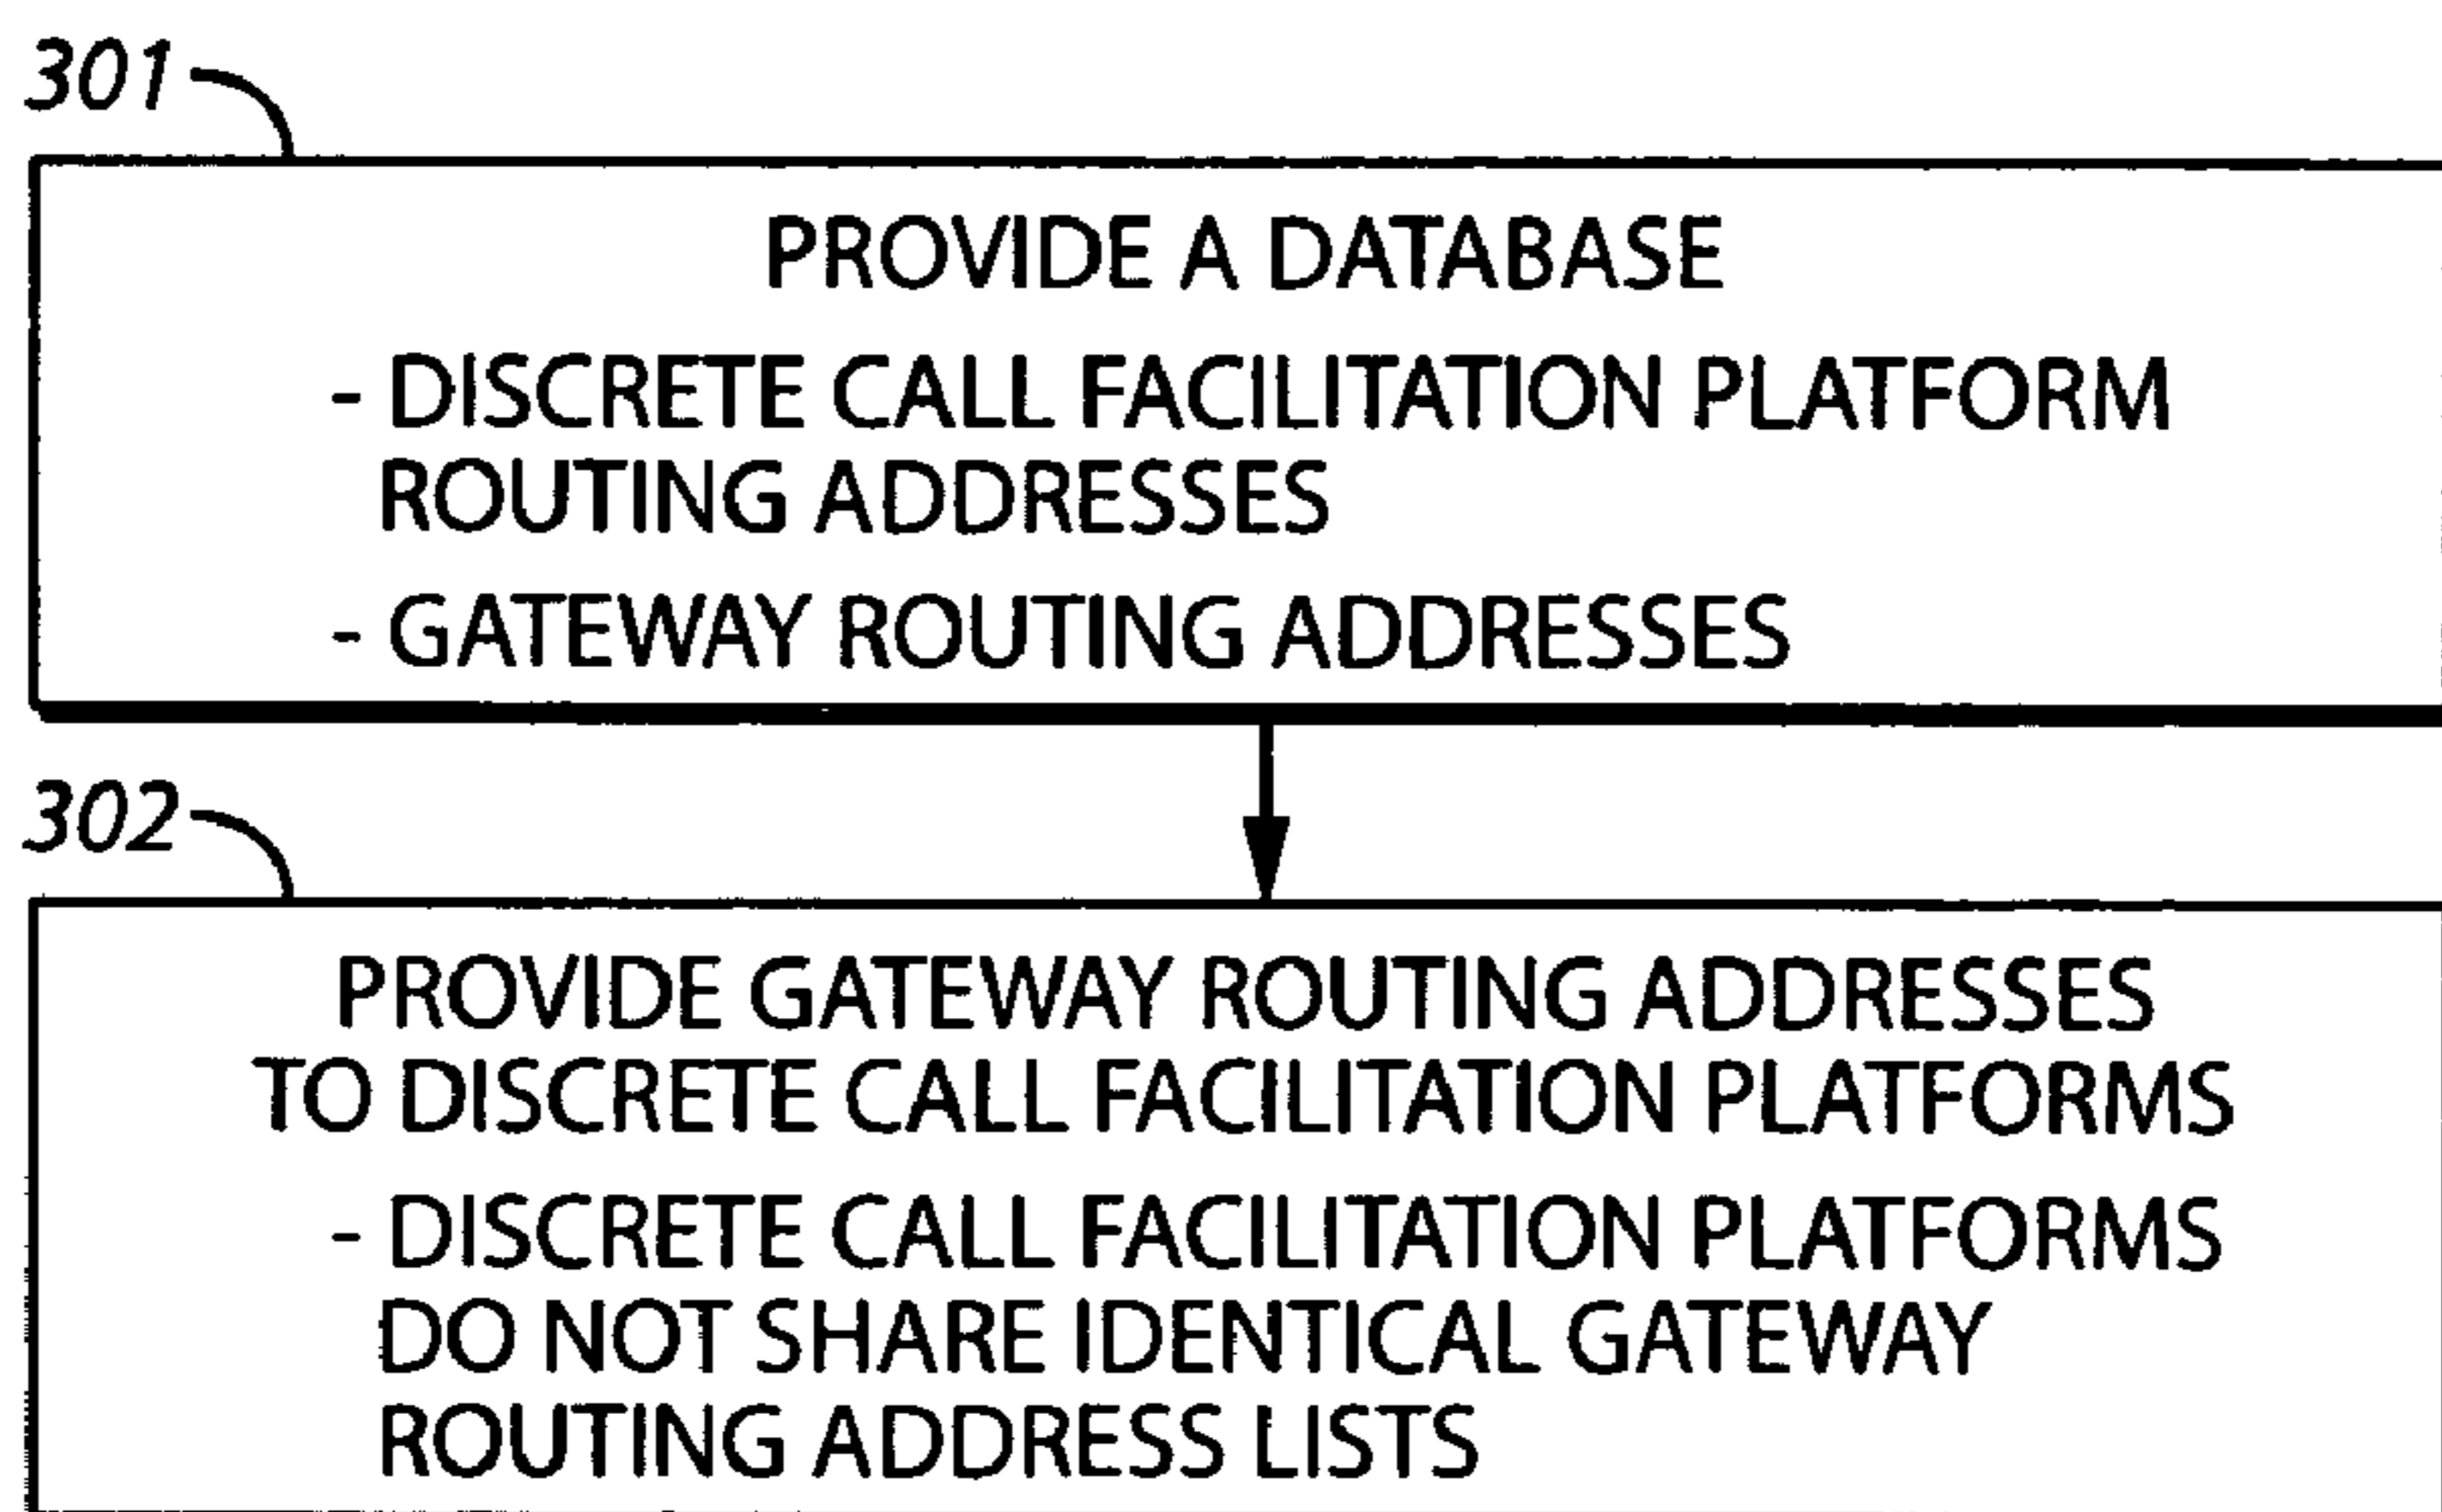 301
PROVIDE A DATABASE
- DISCRETE CALL FACILITATION PLATFORM
ROUTING ADDRESSES
- GATEWAY ROUTING ADDRESSES
302
PROVIDE GATEWAY ROUTING ADDRESSES
TO DISCRETE CALL FACILITATION PLATFORMS
- DISCRETE CALL FACILITATION PLATFORMS
DO NOT SHARE IDENTICAL GATEWAY
ROUTING ADDRESS LISTS